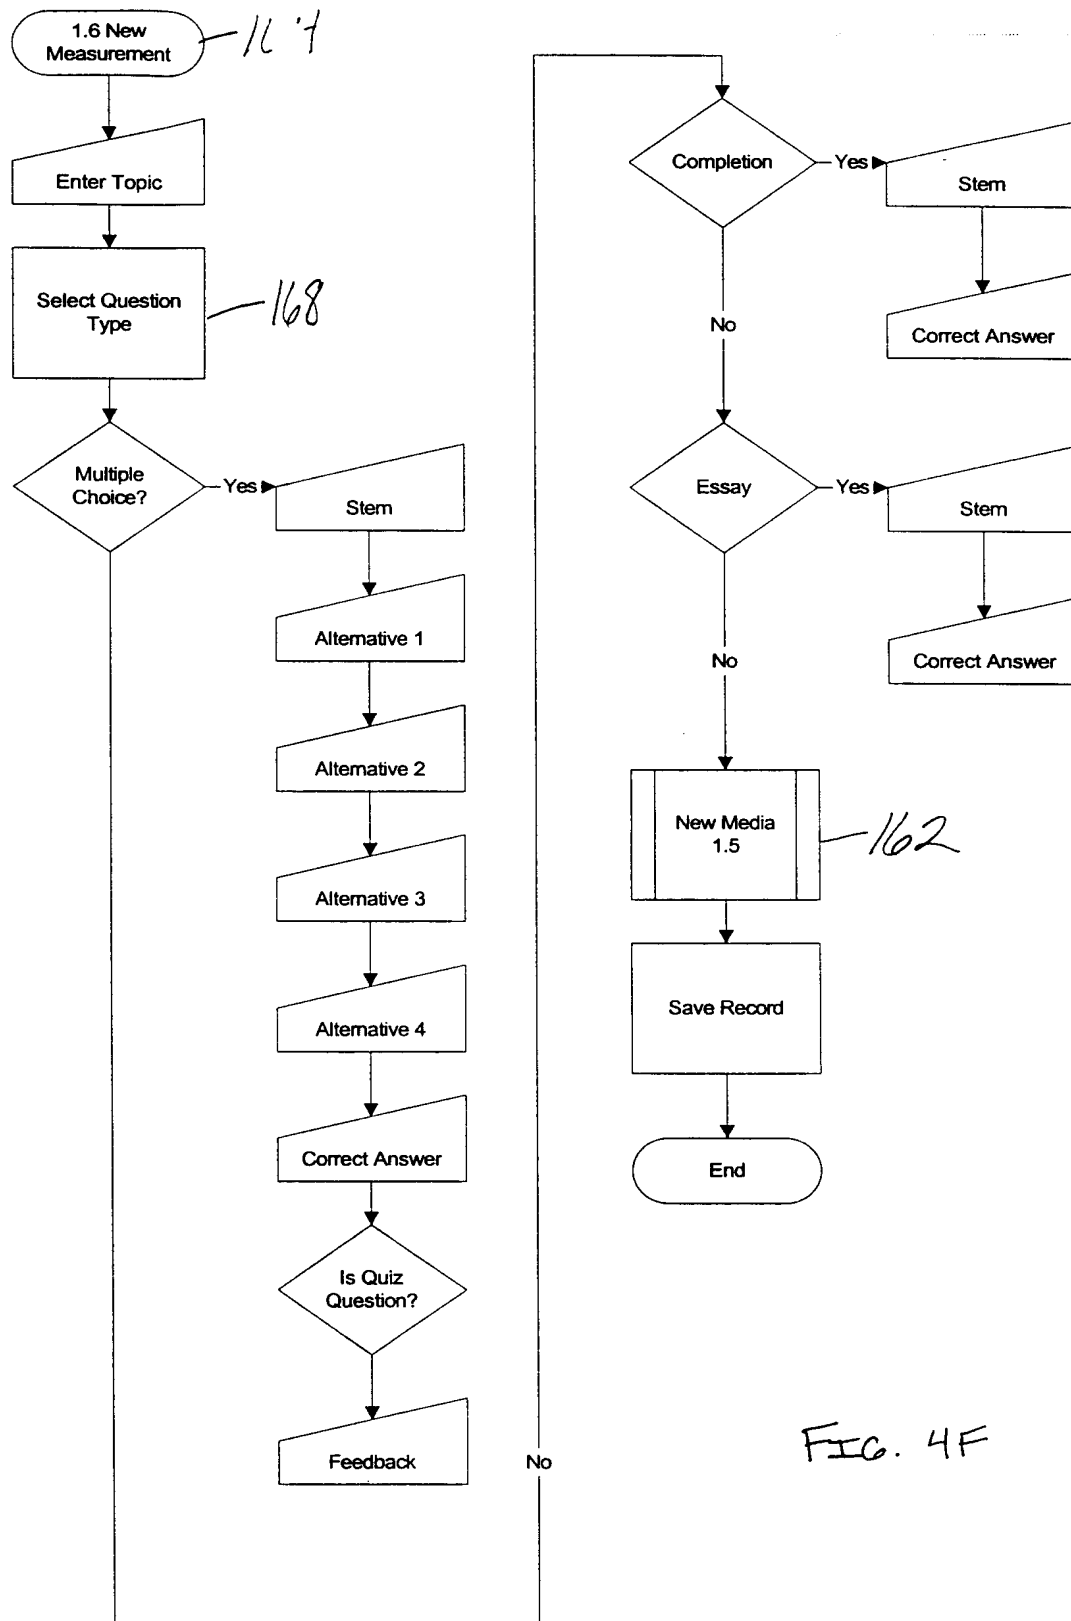 1.6 New
Measurement
Enter Topic
Select Question
Type
168
Multiple
Choice?
Yes
Stem
Alternative 1
Alternative 2
Alternative 3
Alternative 4
Correct Answer
Is Quiz
Question?
Feedback
No
Completion
Yes
Stem
Correct Answer
No
Essay
Yes
Stem
Correct Answer
No
New Media
1.5
162
Save Record
End
FIG. 4F